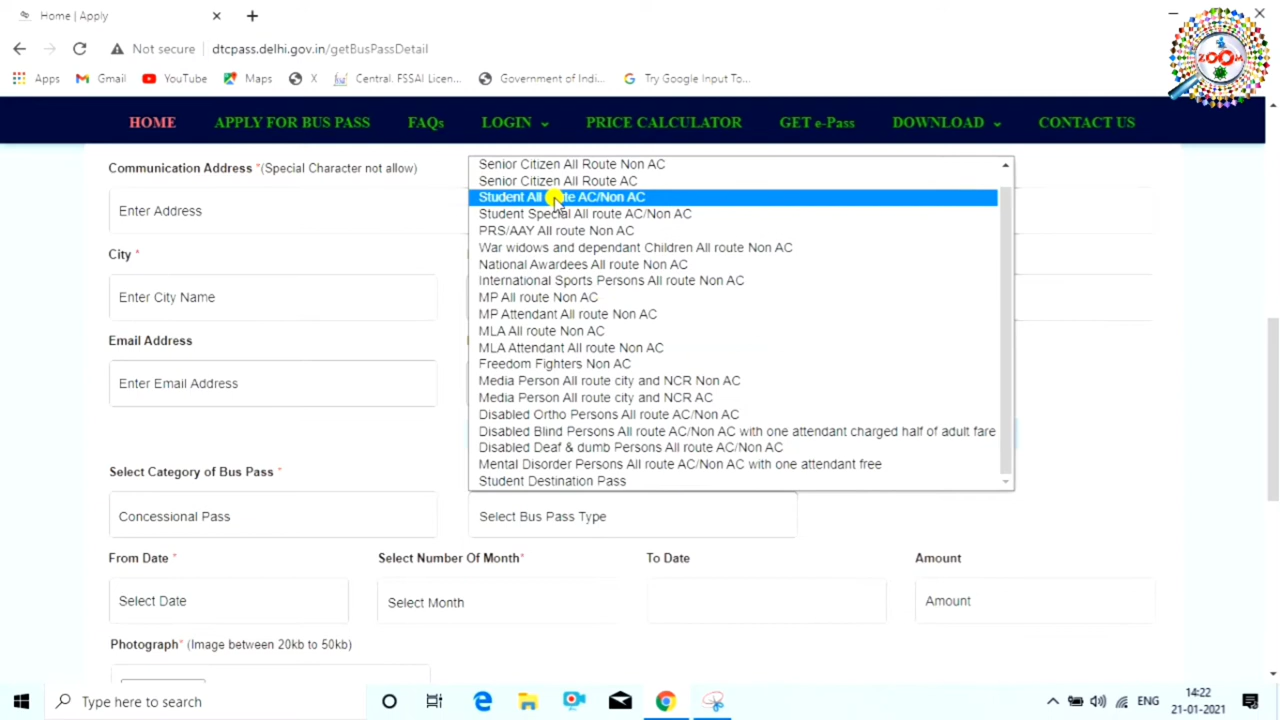 Home | Apply
Not secure dtcpass.delhi.gov.in/getBusPassDetail
Apps Gmail YouTube Maps X Central. FSSAI Licen... Government of Indi... Try Google Input To...
ZOOM
HOME APPLY FOR BUS PASS FAQs LOGIN PRICE CALCULATOR GET e-Pass DOWNLOAD CONTACT US
Communication Address *(Special Character not allow)
Enter Address
City *
Enter City Name
Email Address
Enter Email Address
Senior Citizen All Route Non AC
Senior Citizen All Route AC
Student All route AC/Non AC
Student Special All route AC/Non AC
PRS/AAY All route Non AC
War widows and dependant Children All route Non AC
National Awardees All route Non AC
International Sports Persons All route Non AC
MP All route Non AC
MP Attendant All route Non AC
MLA All route Non AC
MLA Attendant All route Non AC
Freedom Fighters Non AC
Media Person All route city and NCR Non AC
Media Person All route city and NCR AC
Disabled Ortho Persons All route AC/Non AC
Disabled Blind Persons All route AC/Non AC with one attendant charged half of adult fare
Disabled Deaf & dumb Persons All route AC/Non AC
Mental Disorder Persons All route AC/Non AC with one attendant free
Student Destination Pass
Select Category of Bus Pass *
Concessional Pass Select Bus Pass Type
From Date * Select Number Of Month* To Date Amount
Select Date Select Month Amount
Photograph* (Image between 20kb to 50kb)
Type here to search
ENG 14:22
21-01-2021